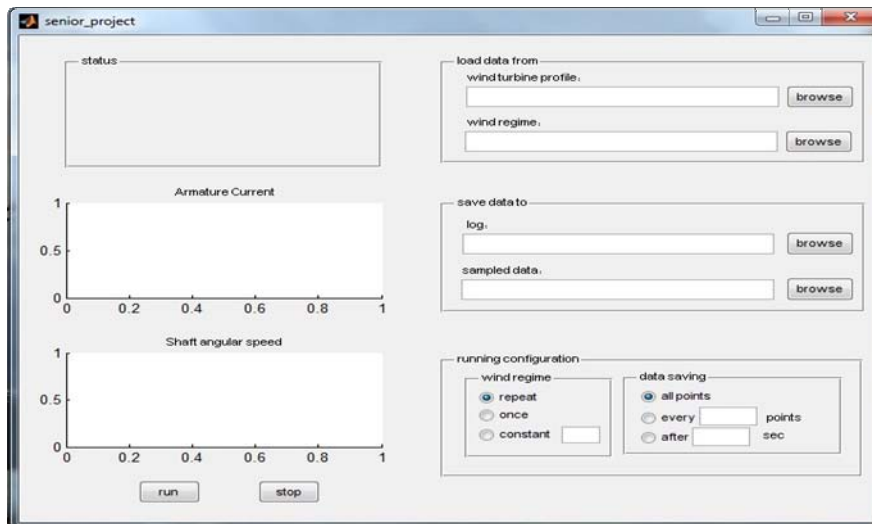 senior_project
status
Armature Current
1
0.5
0
0 0.2 0.4 0.6 0.8 1
Shaft angular speed
1
0.5
0
0 0.2 0.4 0.6 0.8 1
run stop
load data from
wind turbine profile:
browse
wind regime:
browse
save data to
log:
browse
sampled data:
browse
running configuration
wind regime
repeat
once
constant
data saving
all points
every points
after sec